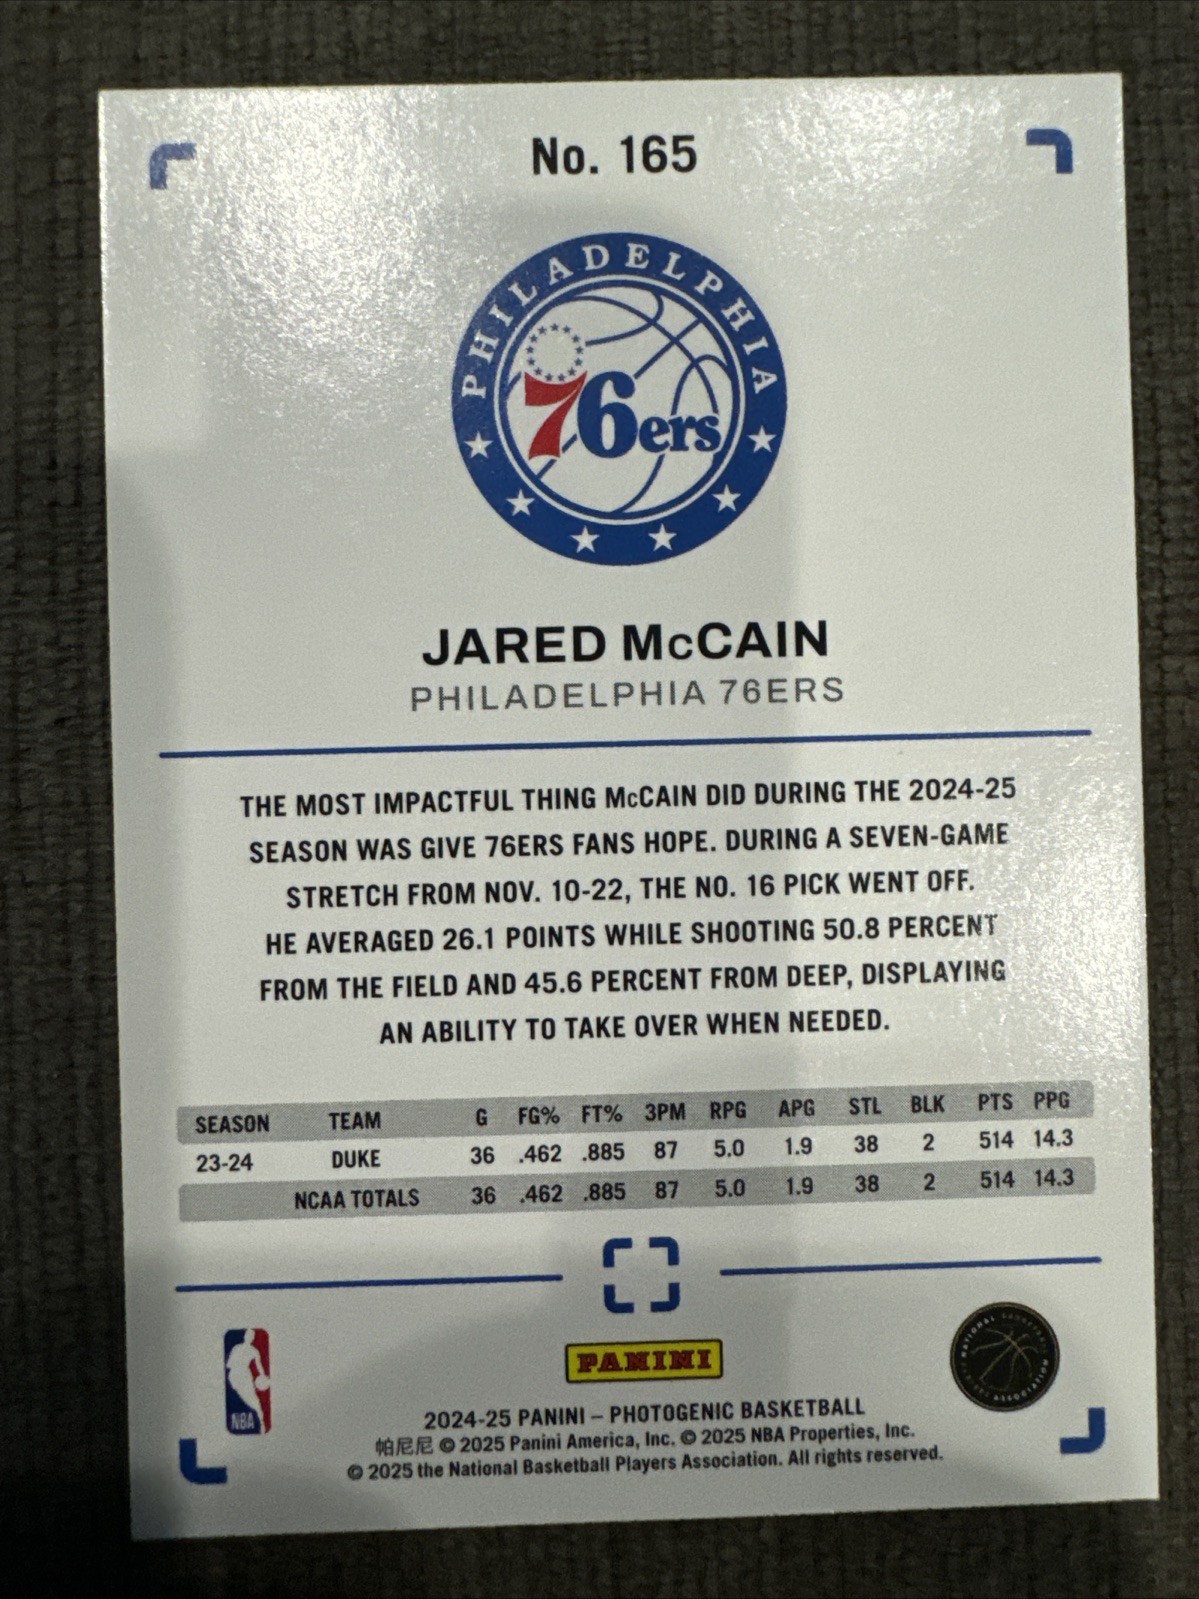 No. 165
PHILADELPHIA
76ers
JARED McCAIN
PHILADELPHIA 76ERS
THE MOST IMPACTFUL THING McCAIN DID DURING THE 2024-25
SEASON WAS GIVE 76ERS FANS HOPE. DURING A SEVEN-GAME
STRETCH FROM NOV. 10-22, THE NO. 16 PICK WENT OFF.
HE AVERAGED 26.1 POINTS WHILE SHOOTING 50.8 PERCENT
FROM THE FIELD AND 45.6 PERCENT FROM DEEP, DISPLAYING
AN ABILITY TO TAKE OVER WHEN NEEDED.
SEASON TEAM G FG% FT% 3PM RPG APG STL BLK PTS PPG
23-24 DUKE 36 .462 .885 87 5.0 1.9 38 2 514 14.3
NCAA TOTALS 36 .462 .885 87 5.0 1.9 38 2 514 14.3
NBA
PANINI
NATIONAL BASKETBALL
ASSOCIATION
2024-25 PANINI – PHOTOGENIC BASKETBALL
帕尼尼 © 2025 Panini America, Inc. © 2025 NBA Properties, Inc.
© 2025 the National Basketball Players Association. All rights reserved.